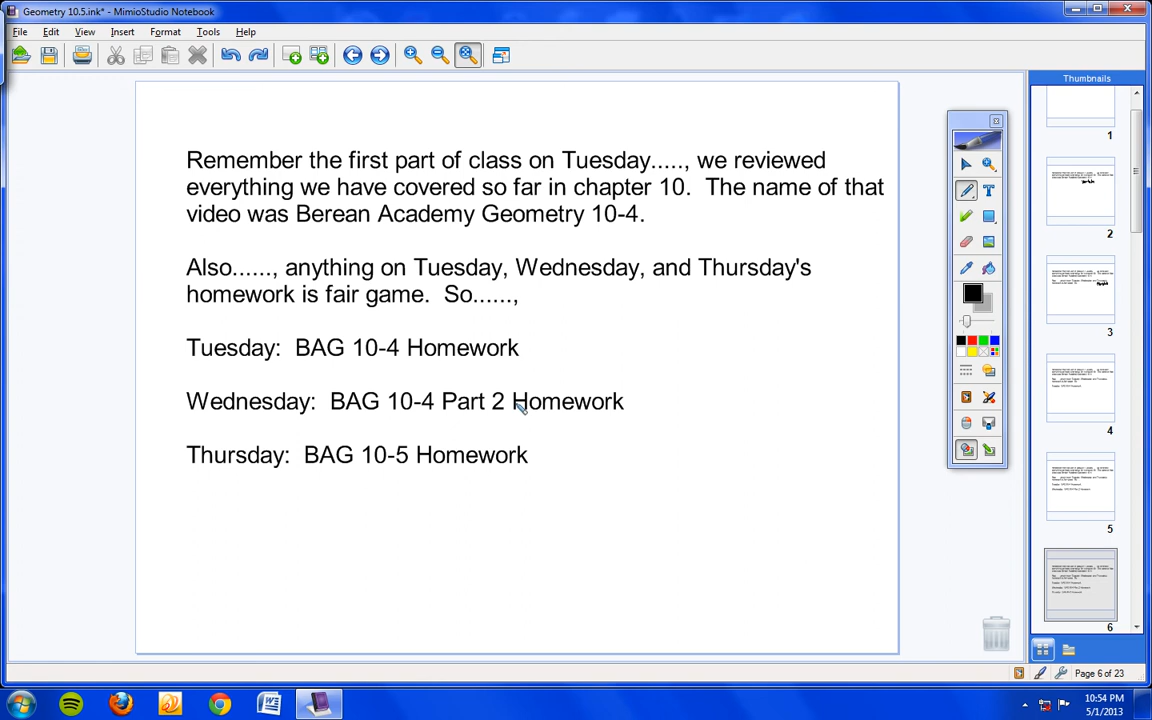 Geometry 10.5.ink* - MimioStudio Notebook
File Edit View Insert Format Tools Help
Thumbnails
Remember the first part of class on Tuesday....., we reviewed
everything we have covered so far in chapter 10.  The name of that
video was Berean Academy Geometry 10-4.
Also......, anything on Tuesday, Wednesday, and Thursday's
homework is fair game.  So......,
Tuesday:  BAG 10-4 Homework
Wednesday:  BAG 10-4 Part 2 Homework
Thursday:  BAG 10-5 Homework
1
2
3
4
5
6
Page 6 of 23
10:54 PM
5/1/2013